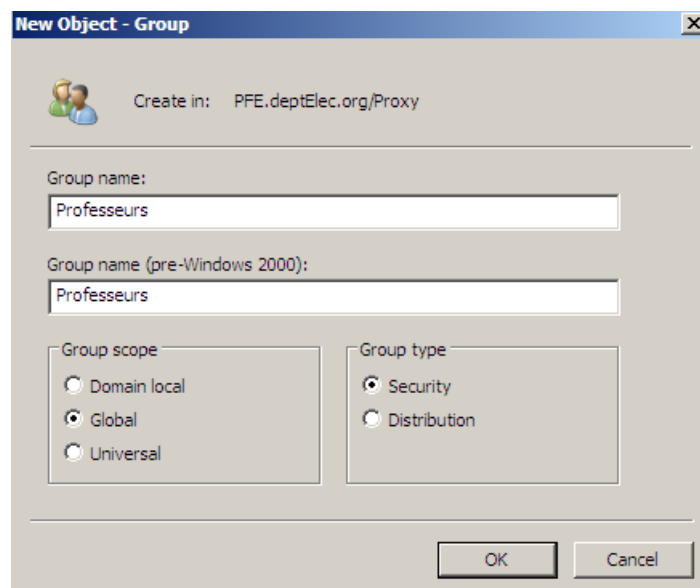 New Object - Group
Create in: PFE.deptElec.org/Proxy
Group name:
Professeurs
Group name (pre-Windows 2000):
Professeurs
Group scope
Domain local
Global
Universal
Group type
Security
Distribution
OK Cancel